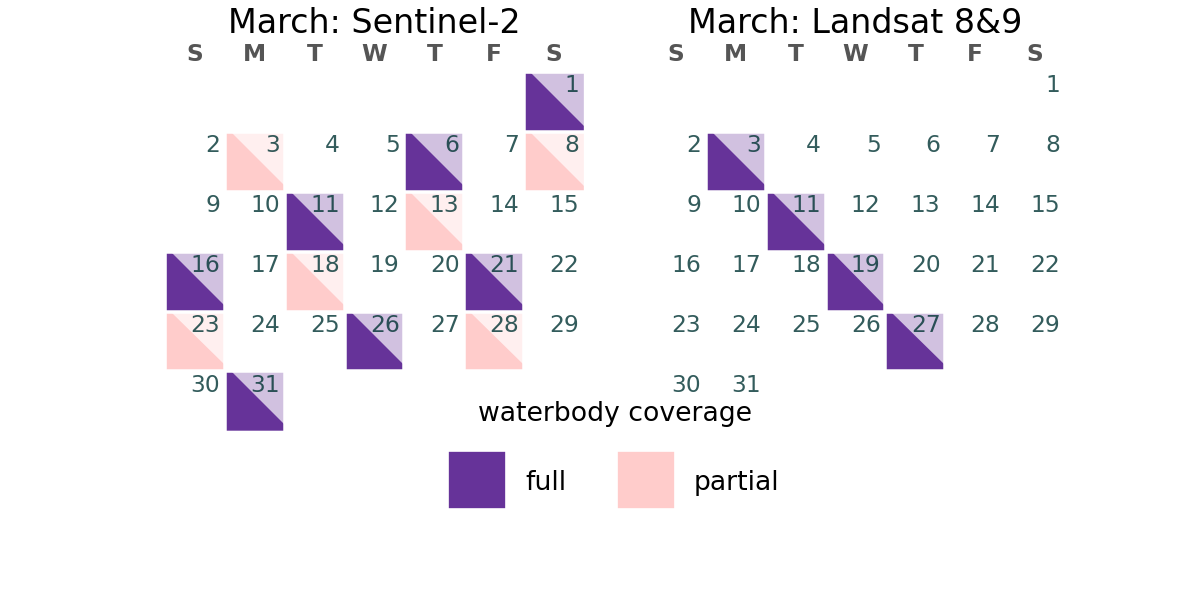 March: Sentinel-2
S M T W T F S
1
2 3 4 5 6 7 8
9 10 11 12 13 14 15
16 17 18 19 20 21 22
23 24 25 26 27 28 29
30 31
March: Landsat 8&9
S M T W T F S
1
2 3 4 5 6 7 8
9 10 11 12 13 14 15
16 17 18 19 20 21 22
23 24 25 26 27 28 29
30 31
waterbody coverage
full partial